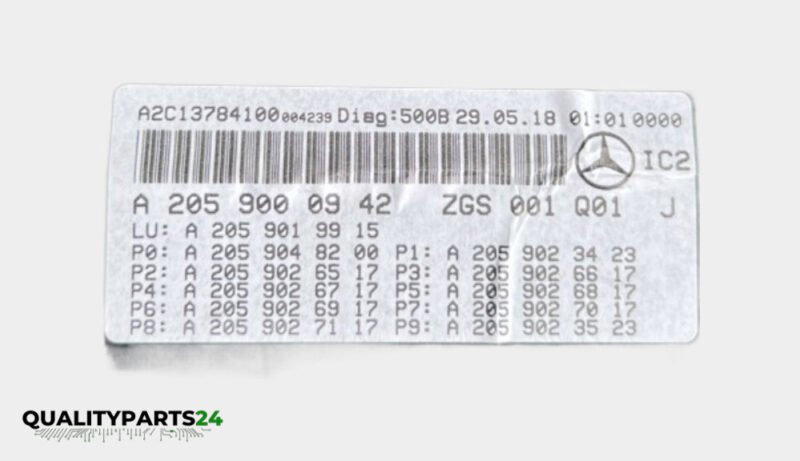 A2C13784100004239 Diag:500B 29.05.18 01:010000
IC2
A 205 900 09 42 ZGS 001 Q01 J
LU: A 205 901 99 15
P0: A 205 904 82 00 P1: A 205 902 34 23
P2: A 205 902 65 17 P3: A 205 902 66 17
P4: A 205 902 67 17 P5: A 205 902 68 17
P6: A 205 902 69 17 P7: A 205 902 70 17
P8: A 205 902 71 17 P9: A 205 902 35 23
QUALITYPARTS24